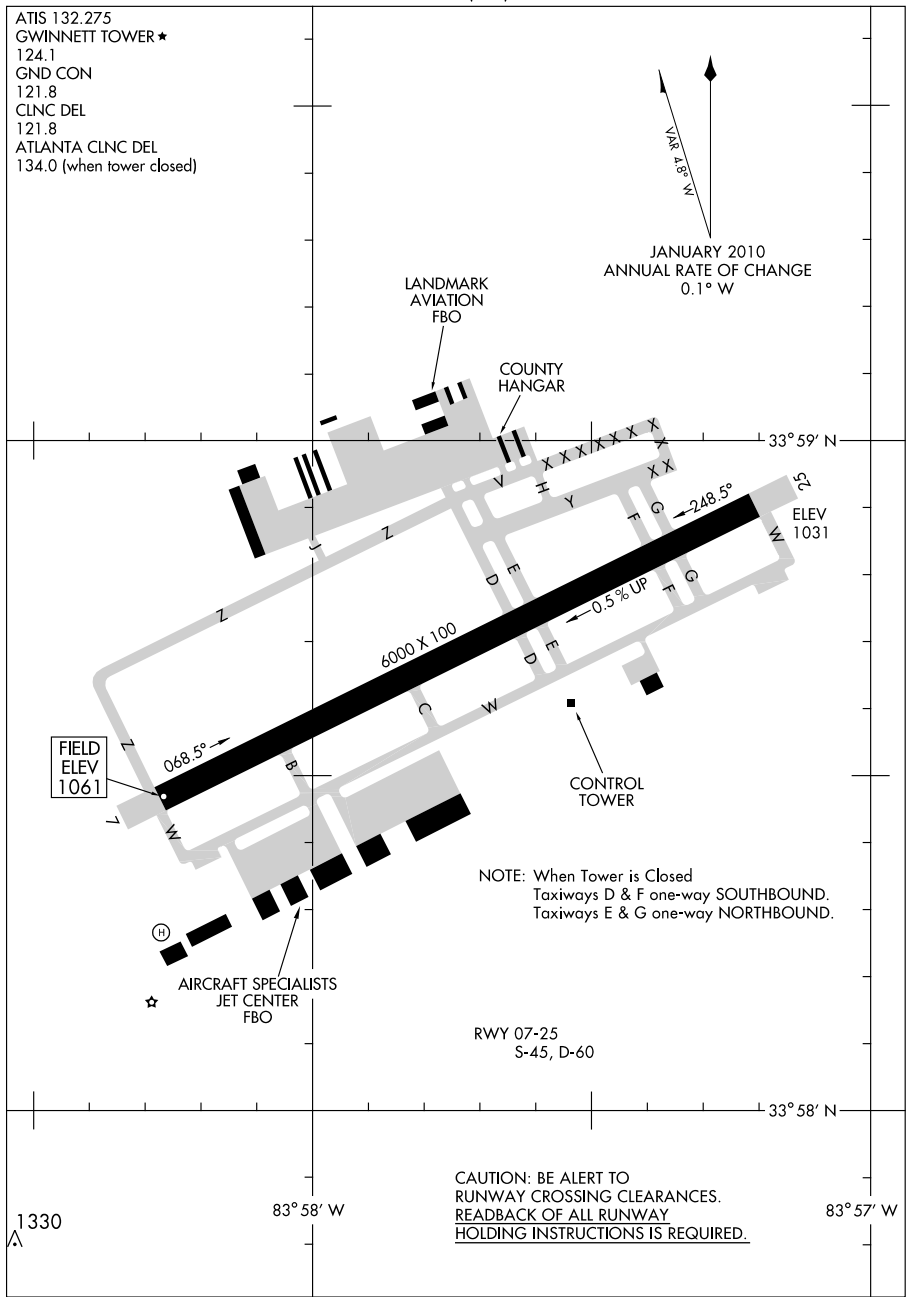 ATIS 132.275
GWINNETT TOWER ★
124.1
GND CON
121.8
CLNC DEL
121.8
ATLANTA CLNC DEL
134.0 (when tower closed)
VAR 4.8° W
JANUARY 2010
ANNUAL RATE OF CHANGE
0.1° W
LANDMARK
AVIATION
FBO
COUNTY
HANGAR
33°59' N
X X X X X X X
X
X X
V
H
Y
F
G
248.5°
25
ELEV
1031
W
J
Z
Z
D
E
G
F
0.5% UP
6000 X 100
E
D
C
W
Z
068.5°
B
FIELD
ELEV
1061
7
W
CONTROL
TOWER
NOTE: When Tower is Closed
Taxiways D & F one-way SOUTHBOUND.
Taxiways E & G one-way NORTHBOUND.
H
AIRCRAFT SPECIALISTS
JET CENTER
FBO
RWY 07-25
S-45, D-60
33°58' N
CAUTION: BE ALERT TO
RUNWAY CROSSING CLEARANCES.
READBACK OF ALL RUNWAY
HOLDING INSTRUCTIONS IS REQUIRED.
83°58' W
83°57' W
1330